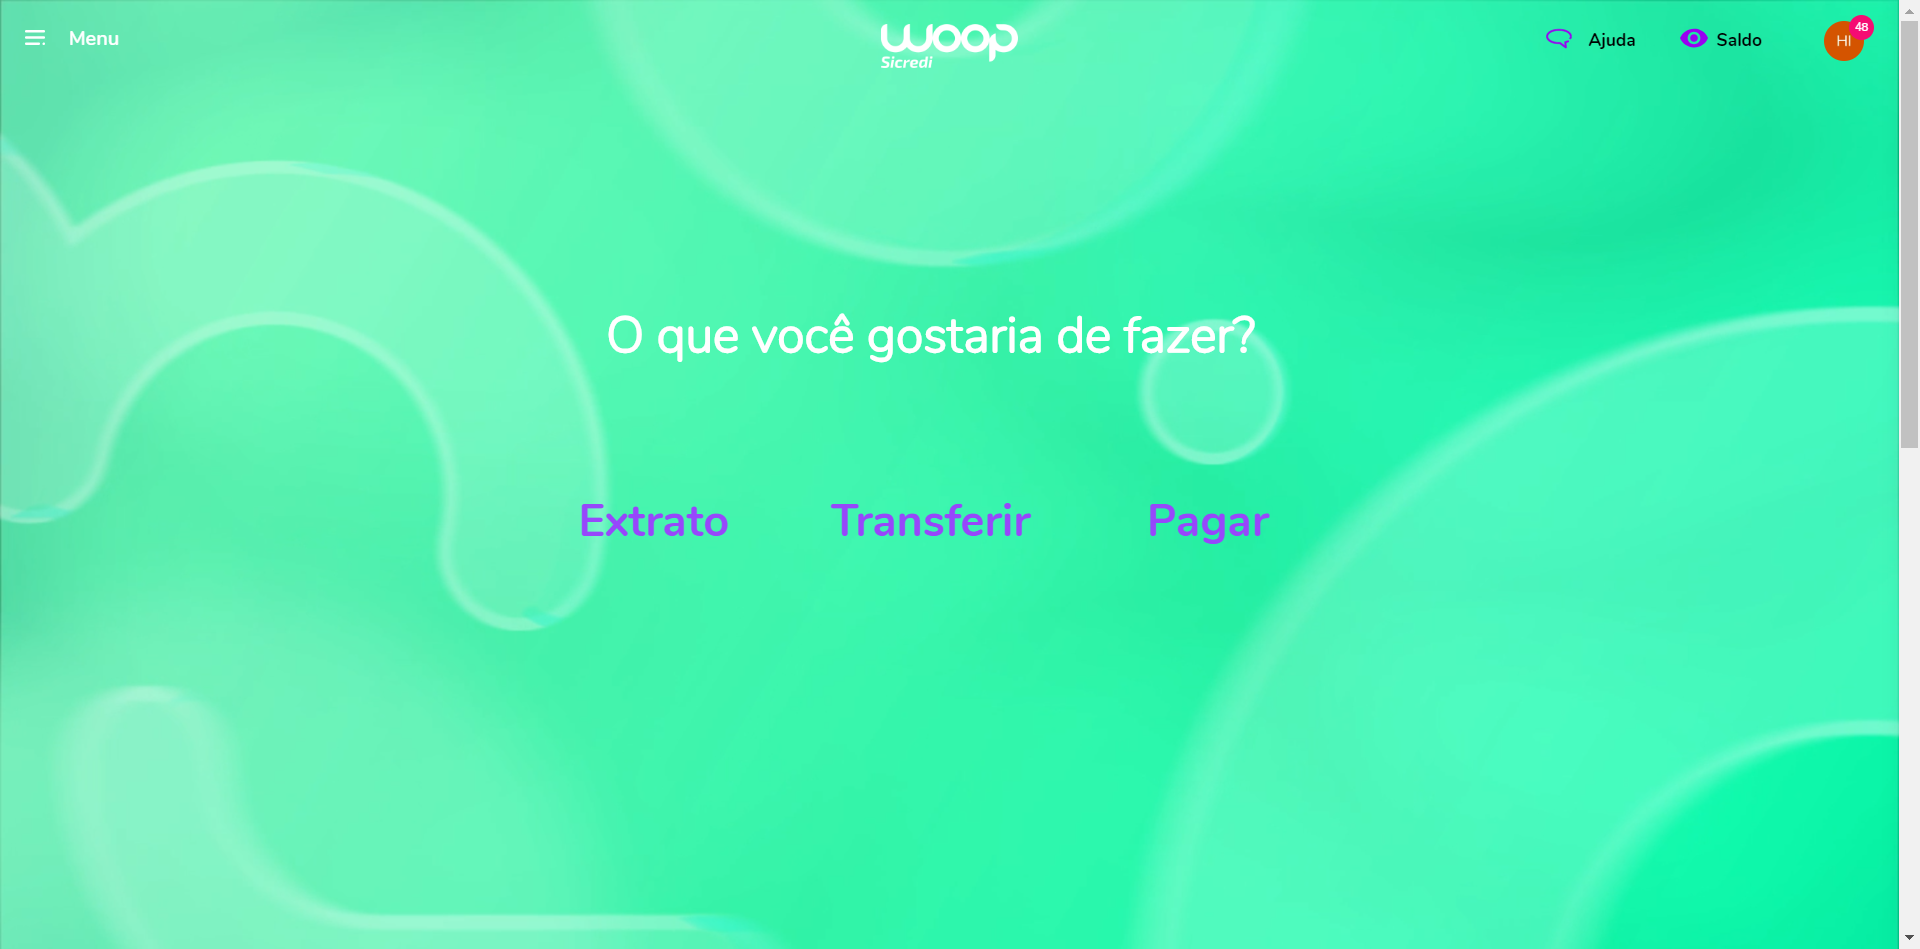 Menu
woop
Sicredi
Ajuda
Saldo
HI
48
O que você gostaria de fazer?
Extrato
Transferir
Pagar